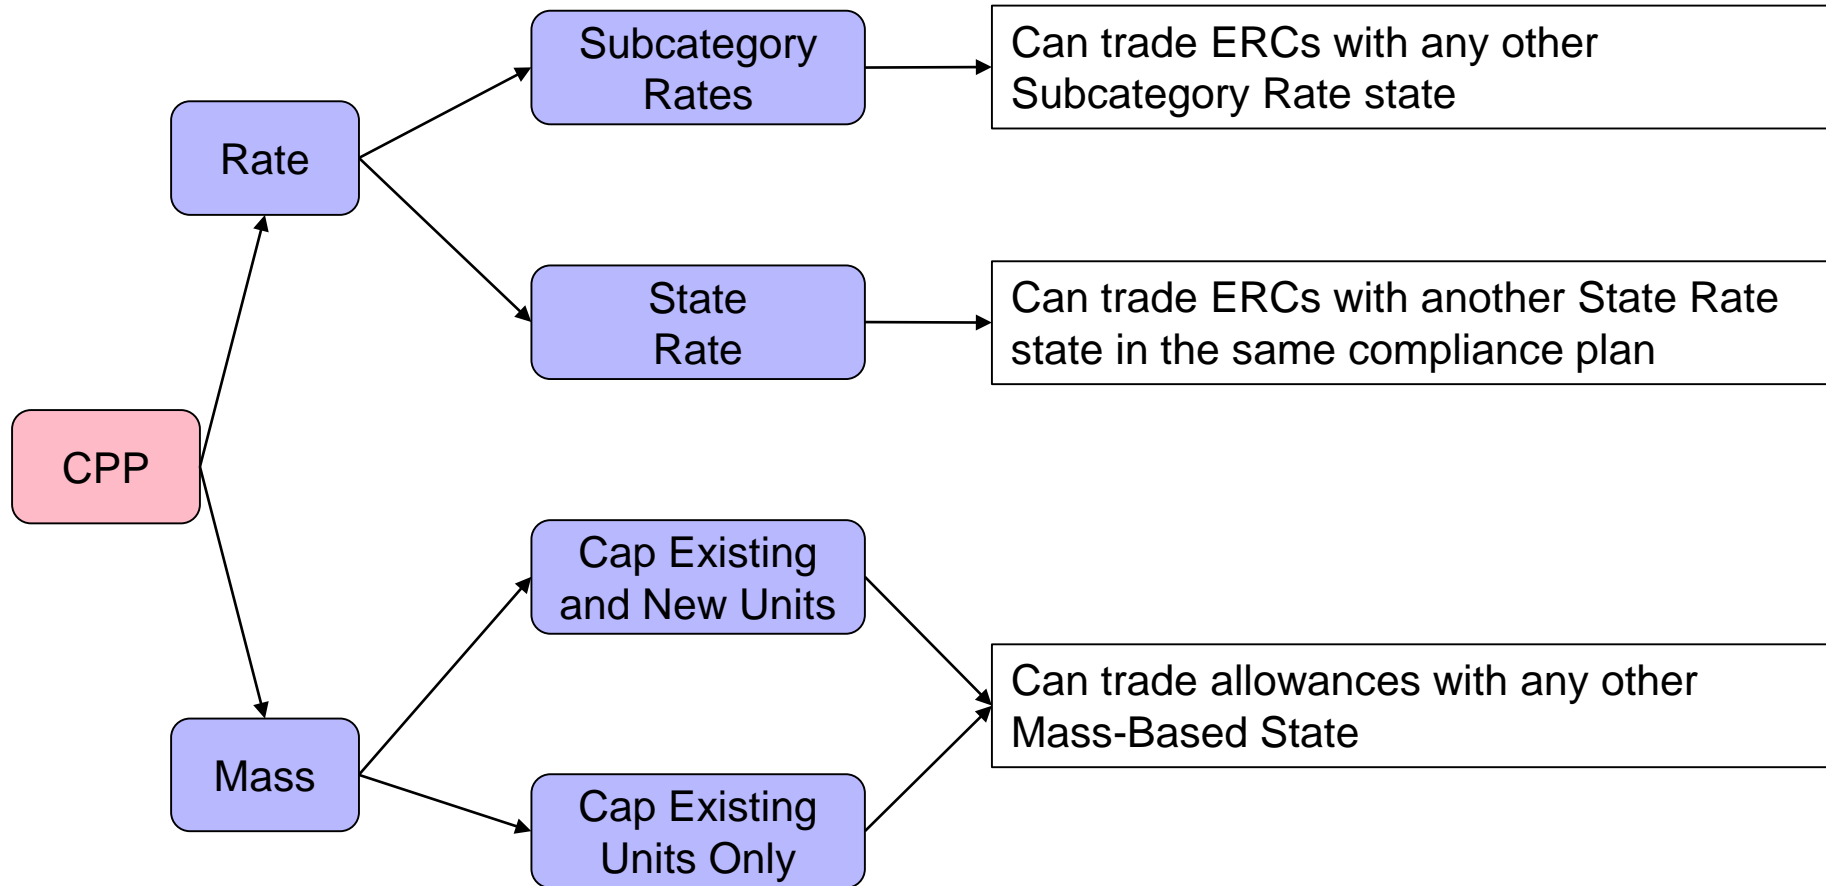 Subcategory
Rates
Can trade ERCs with any other
Subcategory Rate state
Rate
State
Rate
Can trade ERCs with another State Rate
state in the same compliance plan
CPP
Cap Existing
and New Units
Can trade allowances with any other
Mass-Based State
Mass
Cap Existing
Units Only